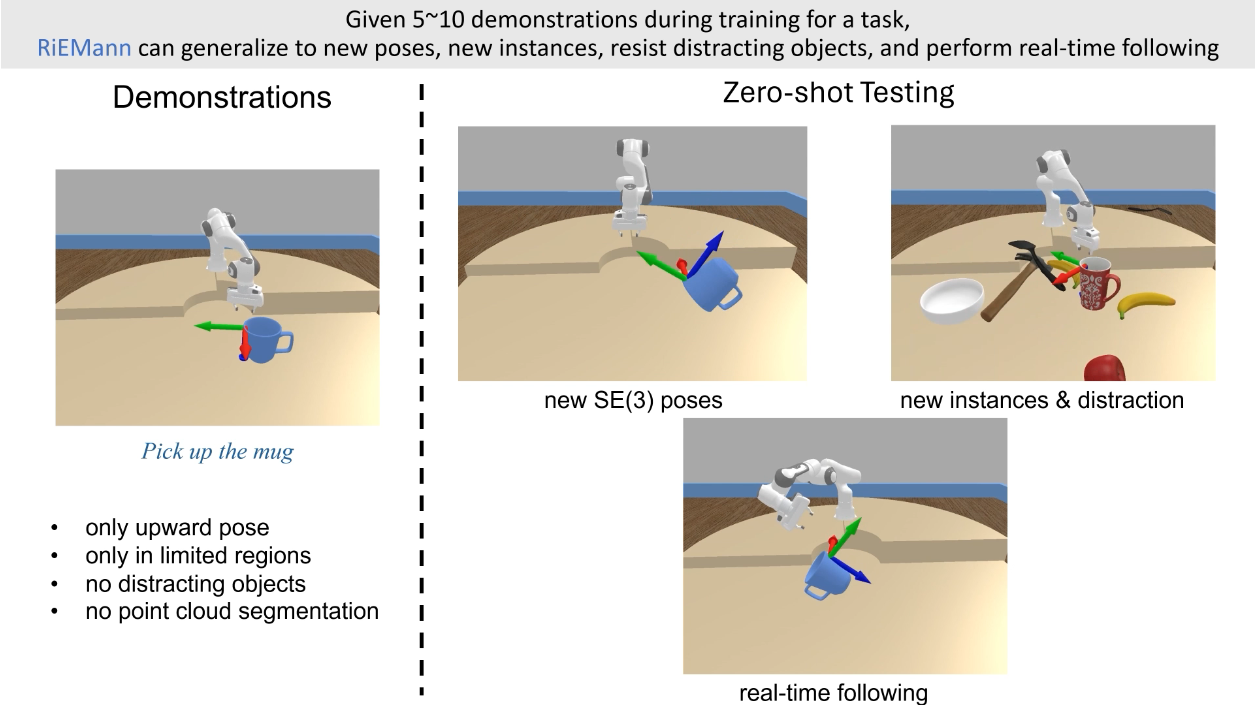 Given 5~10 demonstrations during training for a task,
RiEMann can generalize to new poses, new instances, resist distracting objects, and perform real-time following
Demonstrations
Pick up the mug
• only upward pose
• only in limited regions
• no distracting objects
• no point cloud segmentation
Zero-shot Testing
new SE(3) poses
new instances & distraction
real-time following